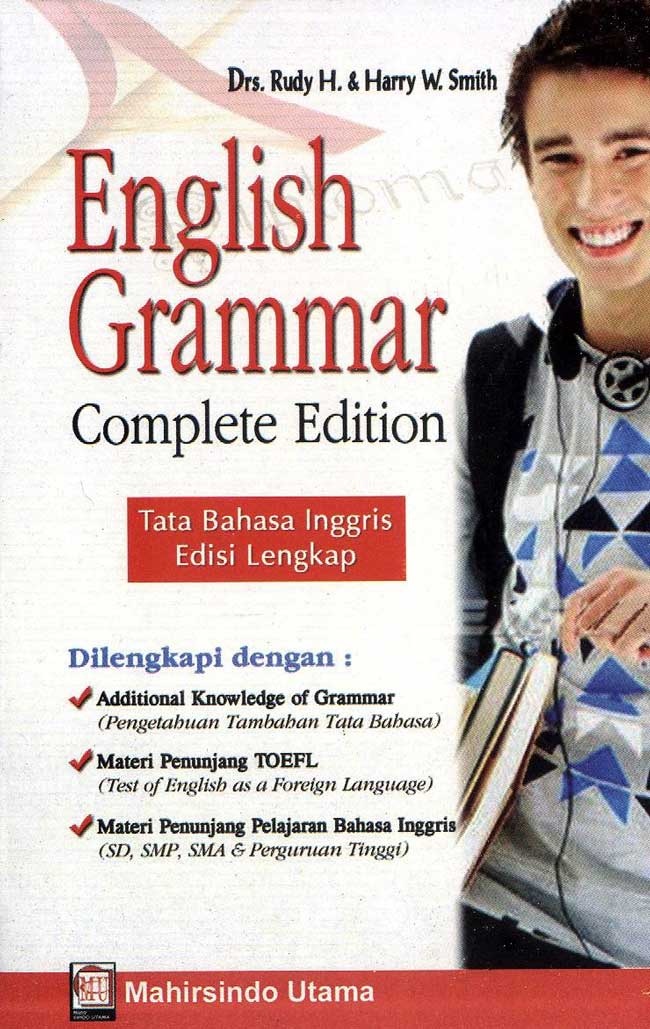 Drs. Rudy H. & Harry W. Smith
Diploma
English
Grammar
Complete Edition
Tata Bahasa Inggris
Edisi Lengkap
Dilengkapi dengan :
Additional Knowledge of Grammar
(Pengetahuan Tambahan Tata Bahasa)
Materi Penunjang TOEFL
(Test of English as a Foreign Language)
Materi Penunjang Pelajaran Bahasa Inggris
(SD, SMP, SMA & Perguruan Tinggi)
Mahirsindo Utama